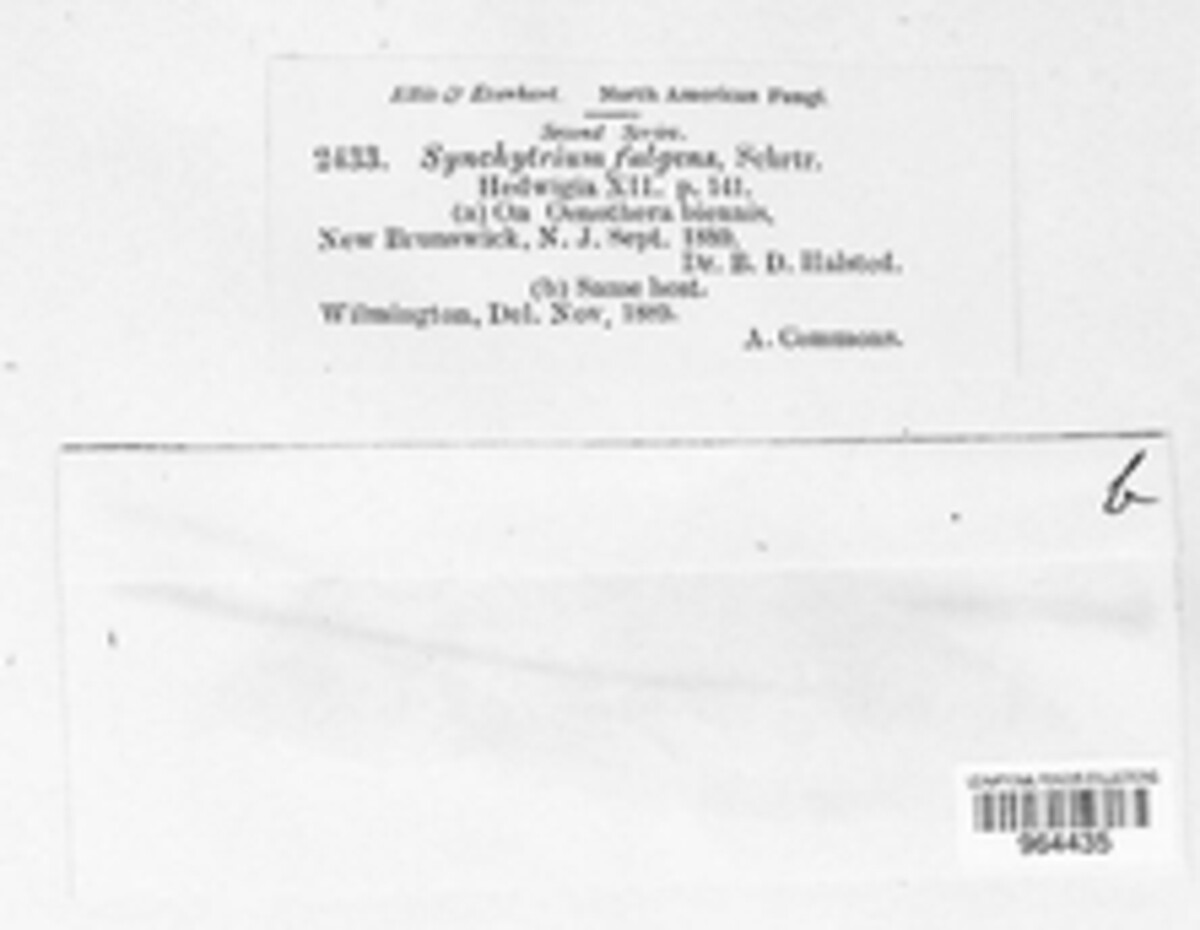 Ellis & Everhart. North American Fungi.
Second Series.
2433. Synchytrium fulgens, Schrtr.
Hedwigia XII. p. 141.
(a) On Oenothera biennis,
New Brunswick, N. J. Sept. 1889.
Dr. B. D. Halsted.
(b) Same host.
Wilmington, Del. Nov, 1889.
A. Commons.
b
964435